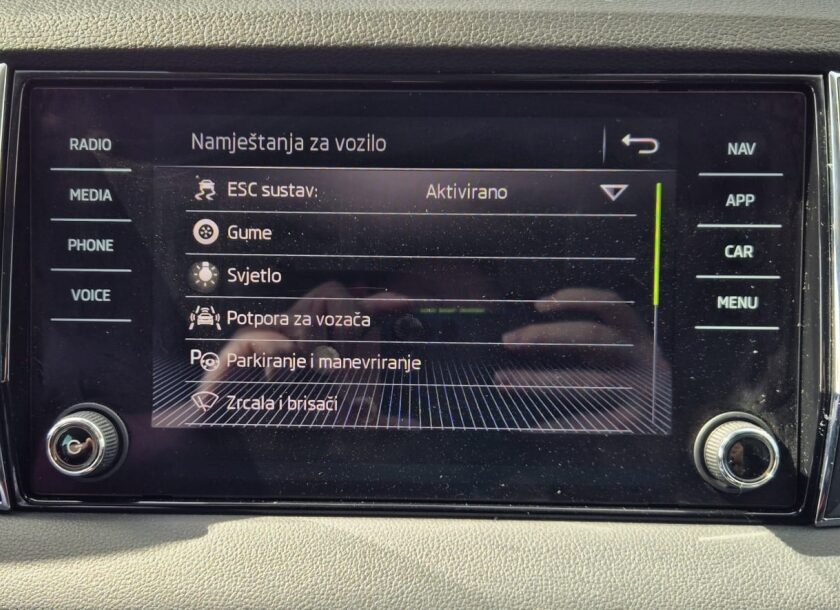 Namještanja za vozilo
RADIO
MEDIA
PHONE
VOICE
ESC sustav: Aktivirano
Gume
Svjetlo
Potpora za vozača
P Parkiranje i manevriranje
Zrcala i brisači
NAV
APP
CAR
MENU